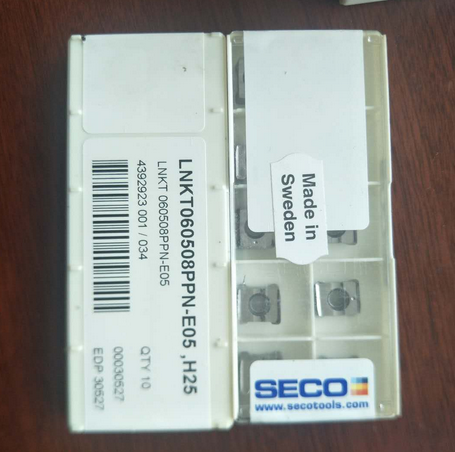 LNKT060508PPN-E05 ,H25
LNKT 060508PPN-E05
4392923 001 / 034
QTY 10
00030527
EDP 30527
Made in
Sweden
SECO
www.secotools.com